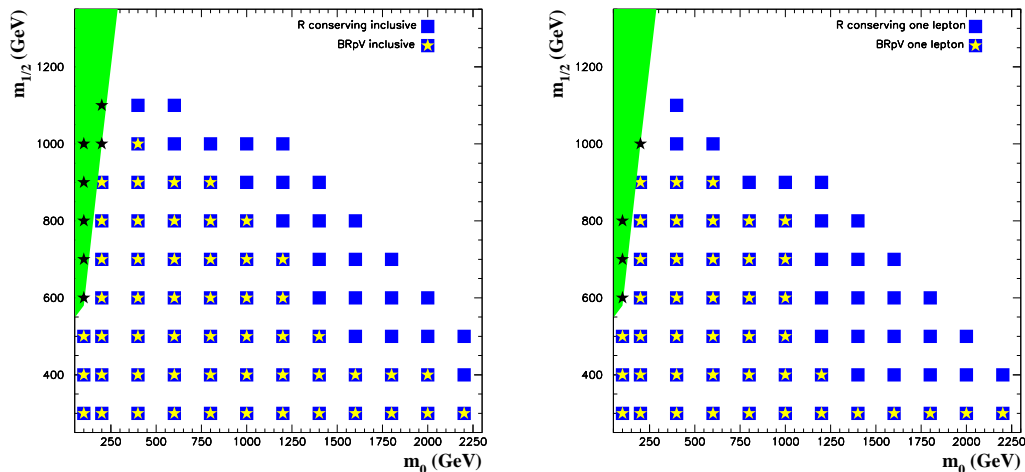 m1/2 (GeV)
R conserving inclusive
BRpV inclusive
1200
1000
800
600
400
250 500 750 1000 1250 1500 1750 2000 2250
m0 (GeV)
m1/2 (GeV)
R conserving one lepton
BRpV one lepton
1200
1000
800
600
400
250 500 750 1000 1250 1500 1750 2000 2250
m0 (GeV)